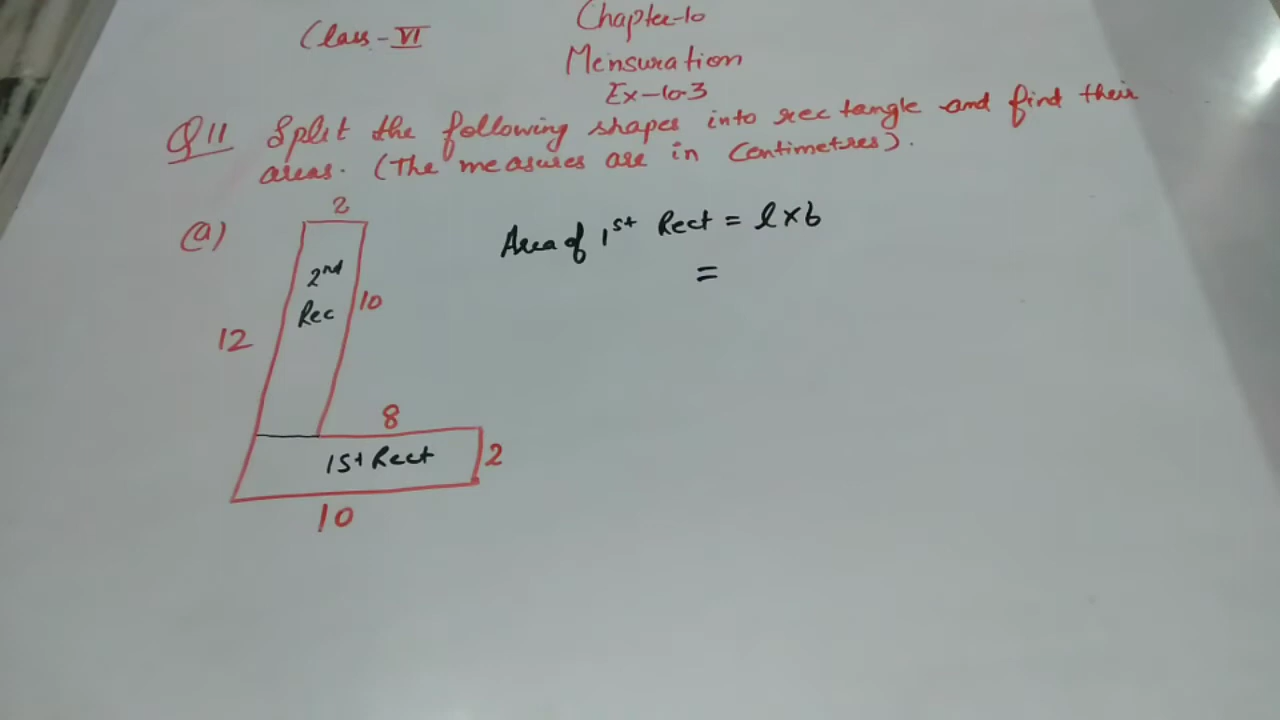 Class - VI
Chapter-10
Mensuration
Ex-10.3
Q11 Split the following shapes into rectangle and find their
areas. (The measures are in Centimetres).
(a)
2
2nd
Rec
10
12
8
1st Rect
2
10
Area of 1st Rect = l×b
=